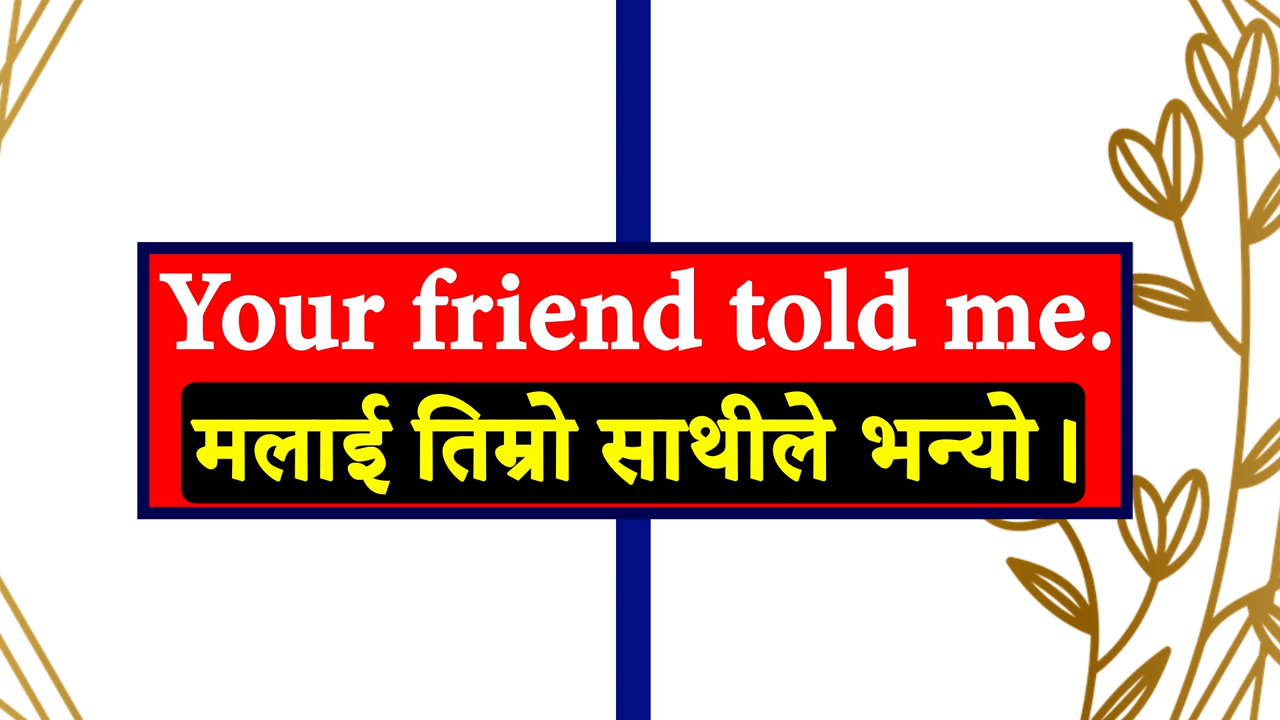 Your friend told me.
मलाई तिम्रो साथीले भन्यो ।